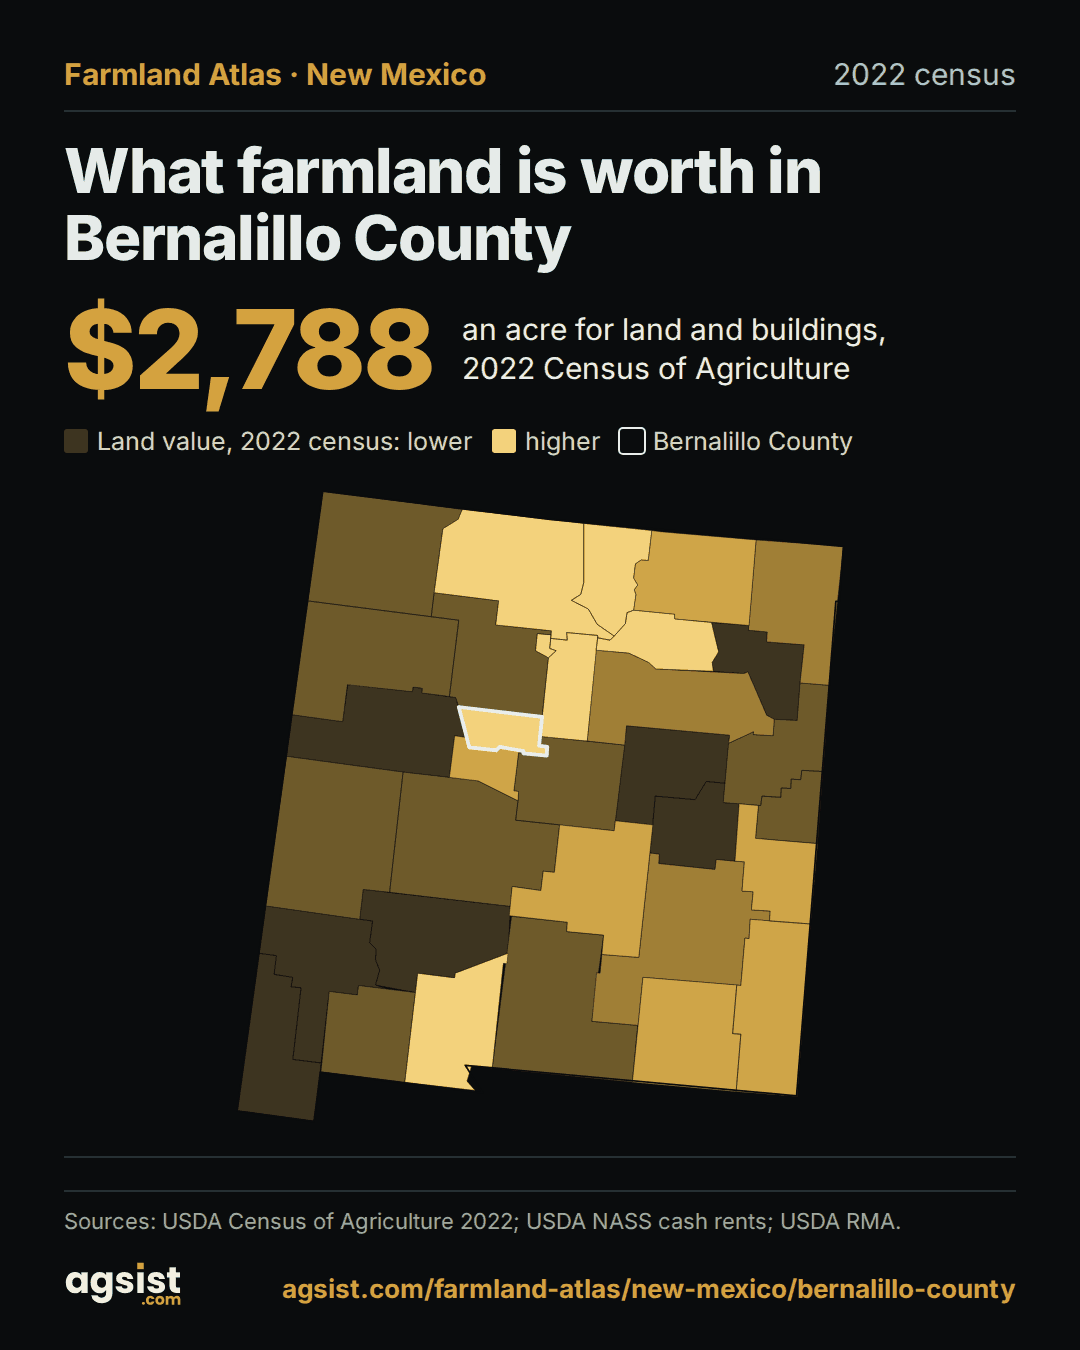 Farmland Atlas · New Mexico
2022 census
What farmland is worth in
Bernalillo County
$2,788
an acre for land and buildings,
2022 Census of Agriculture
Land value, 2022 census: lower
higher
Bernalillo County
Sources: USDA Census of Agriculture 2022; USDA NASS cash rents; USDA RMA.
agsist
.com
agsist.com/farmland-atlas/new-mexico/bernalillo-county